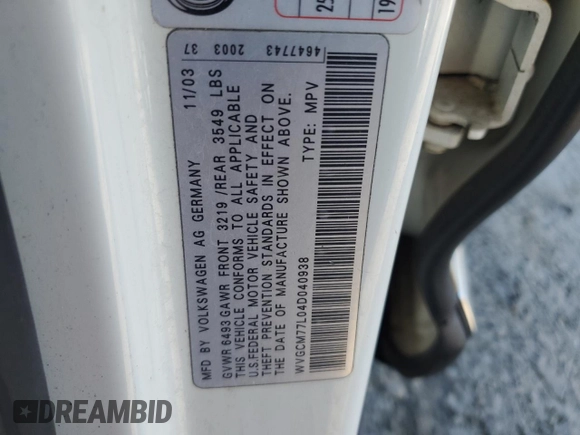 MFD BY VOLKSWAGEN AG GERMANY 11/03
GVWR 6493 GAWR FRONT 3219 /REAR 3549 LBS
THIS VEHICLE CONFORMS TO ALL APPLICABLE
U.S.FEDERAL MOTOR VEHICLE SAFETY AND
THEFT PREVENTION STANDARDS IN EFFECT ON
THE DATE OF MANUFACTURE SHOWN ABOVE.
WVGCM77L04D040938 TYPE: MPV
4647743 2003 37
25
19
DREAMBID